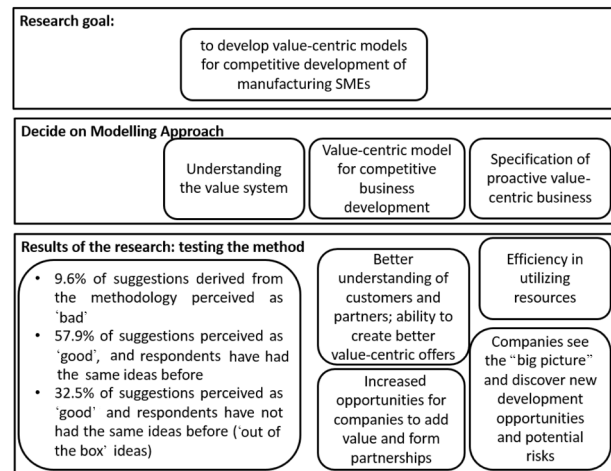 Research goal:
to develop value-centric models
for competitive development of
manufacturing SMEs
Decide on Modelling Approach
Understanding
the value system
Value-centric model
for competitive
business
development
Specification of
proactive value-
centric business
Results of the research: testing the method
• 9.6% of suggestions derived from
the methodology perceived as
‘bad’
• 57.9% of suggestions perceived as
‘good’, and respondents have had
the same ideas before
• 32.5% of suggestions perceived as
‘good’ and respondents have not
had the same ideas before (‘out of
the box’ ideas)
Better
understanding of
customers and
partners; ability to
create better
value-centric offers
Efficiency in
utilizing
resources
Increased
opportunities for
companies to add
value and form
partnerships
Companies see
the “big picture”
and discover new
development
opportunities
and potential
risks